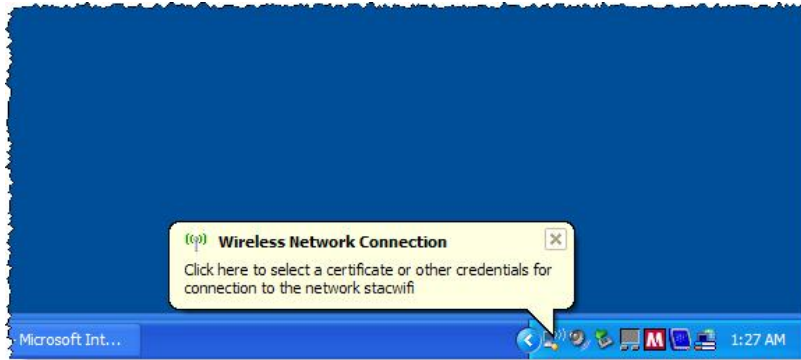 Wireless Network Connection
Click here to select a certificate or other credentials for
connection to the network stacwifi
Microsoft Int...
M
1:27 AM